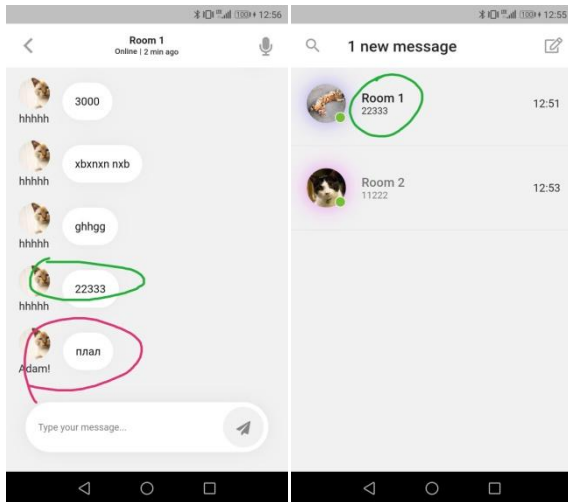 12:56
Room 1
Online | 2 min ago
3000
hhhhh
xbxnxn nxb
hhhhh
ghhgg
hhhhh
22333
hhhhh
плал
Adam!
Type your message...
12:55
1 new message
Room 1
22333
12:51
Room 2
11222
12:53